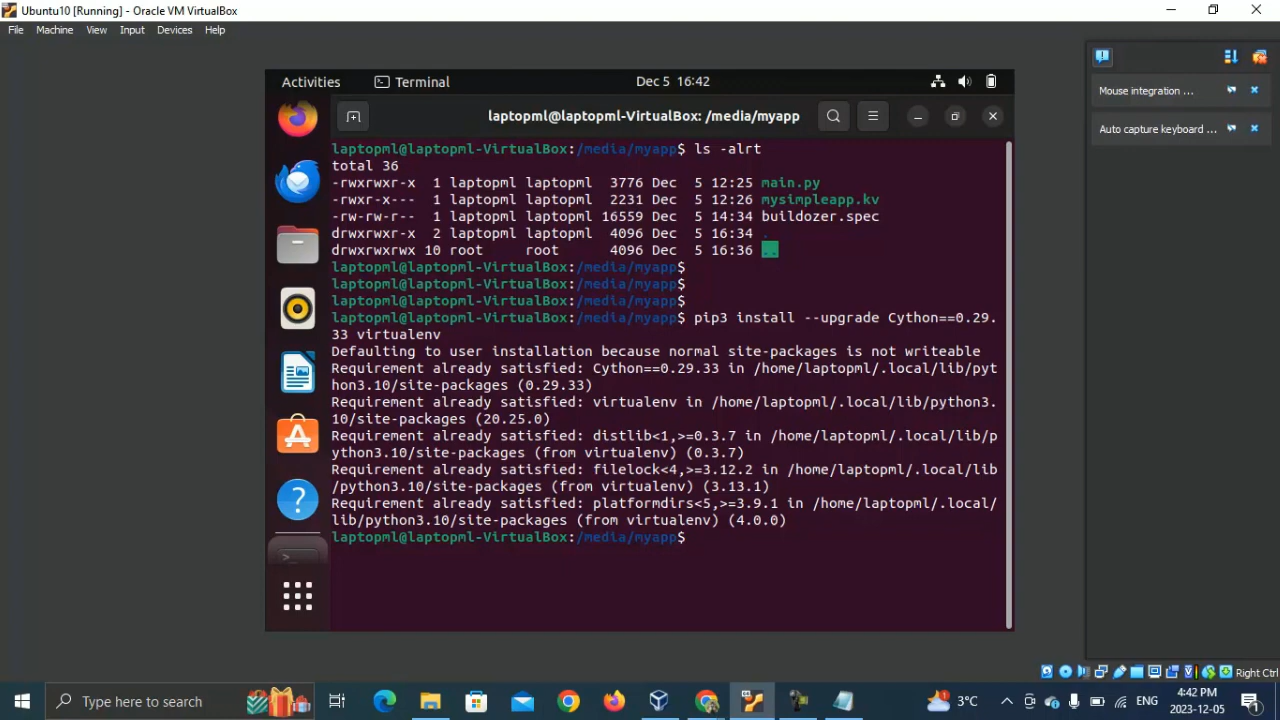 Ubuntu10 [Running] - Oracle VM VirtualBox
File Machine View Input Devices Help
Activities Terminal Dec 5 16:42
laptopml@laptopml-VirtualBox: /media/myapp
laptopml@laptopml-VirtualBox:/media/myapp$ ls -alrt
total 36
-rwxrwxr-x 1 laptopml laptopml 3776 Dec 5 12:25 main.py
-rwxr-x--- 1 laptopml laptopml 2231 Dec 5 12:26 mysimpleapp.kv
-rw-rw-r-- 1 laptopml laptopml 16559 Dec 5 14:34 buildozer.spec
drwxrwxr-x 2 laptopml laptopml 4096 Dec 5 16:34 .
drwxrwxrwx 10 root root 4096 Dec 5 16:36 ..
laptopml@laptopml-VirtualBox:/media/myapp$
laptopml@laptopml-VirtualBox:/media/myapp$
laptopml@laptopml-VirtualBox:/media/myapp$
laptopml@laptopml-VirtualBox:/media/myapp$ pip3 install --upgrade Cython==0.29.
33 virtualenv
Defaulting to user installation because normal site-packages is not writeable
Requirement already satisfied: Cython==0.29.33 in /home/laptopml/.local/lib/pyt
hon3.10/site-packages (0.29.33)
Requirement already satisfied: virtualenv in /home/laptopml/.local/lib/python3.
10/site-packages (20.25.0)
Requirement already satisfied: distlib<1,>=0.3.7 in /home/laptopml/.local/lib/p
ython3.10/site-packages (from virtualenv) (0.3.7)
Requirement already satisfied: filelock<4,>=3.12.2 in /home/laptopml/.local/lib
/python3.10/site-packages (from virtualenv) (3.13.1)
Requirement already satisfied: platformdirs<5,>=3.9.1 in /home/laptopml/.local/
lib/python3.10/site-packages (from virtualenv) (4.0.0)
laptopml@laptopml-VirtualBox:/media/myapp$
Mouse integration ...
Auto capture keyboard ...
Right Ctrl
Type here to search
3°C
ENG
4:42 PM
2023-12-05
1